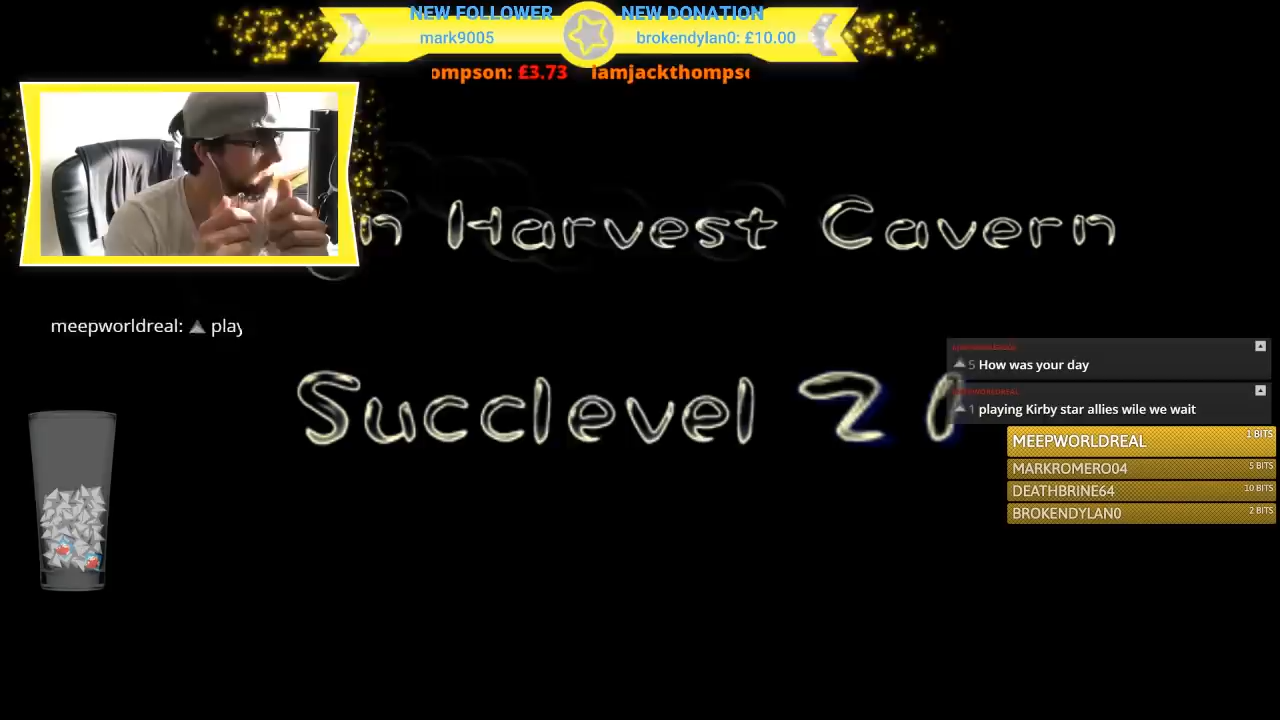 NEW FOLLOWER
NEW DONATION
mark9005
brokendylan0: £10.00
ompson: £3.73 iamjackthomps
n Harvest Cavern
meepworldreal: play
Succlevel 2
5 How was your day
1 playing Kirby star allies wile we wait
MEEPWORLDREAL 1 BITS
MARKROMERO04 5 BITS
DEATHBRINE64 10 BITS
BROKENDYLAN0 2 BITS